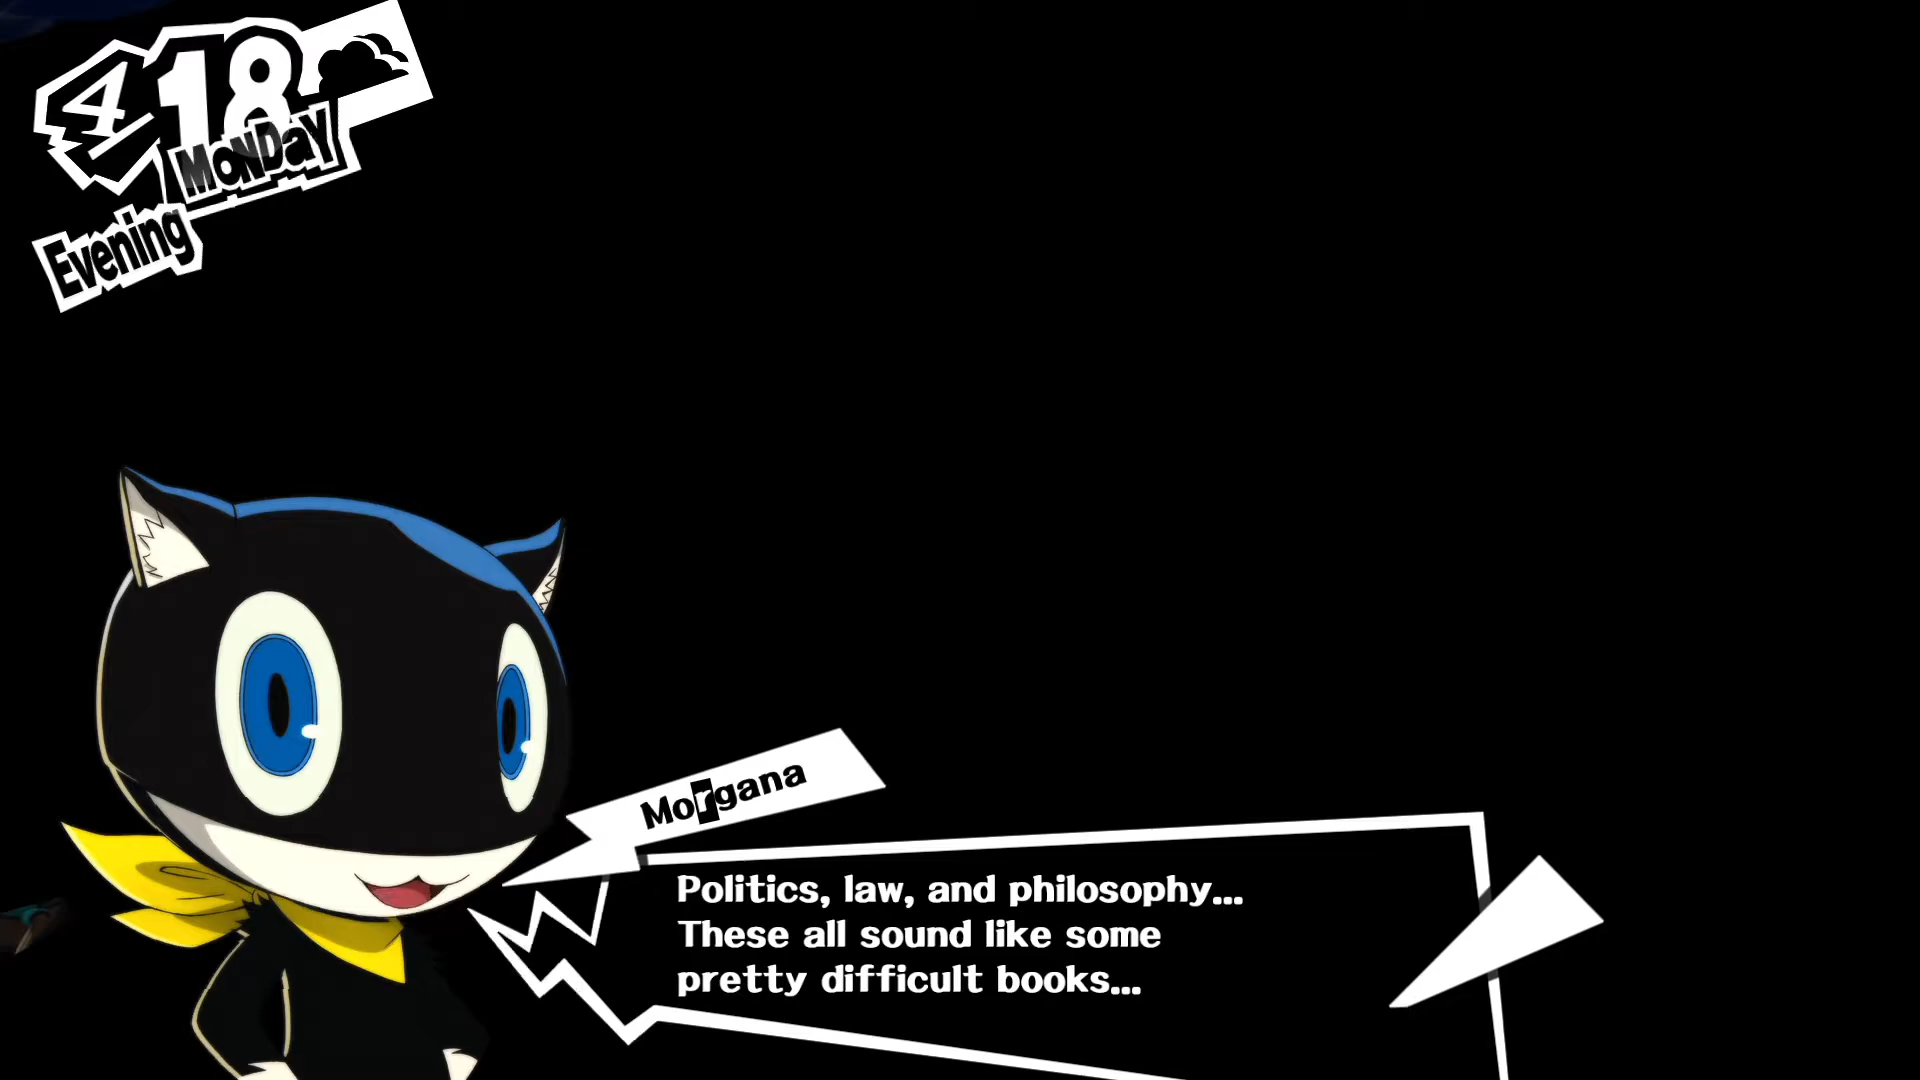 4 18
MONDaY
Evening
Morgana
Politics, law, and philosophy...
These all sound like some
pretty difficult books...